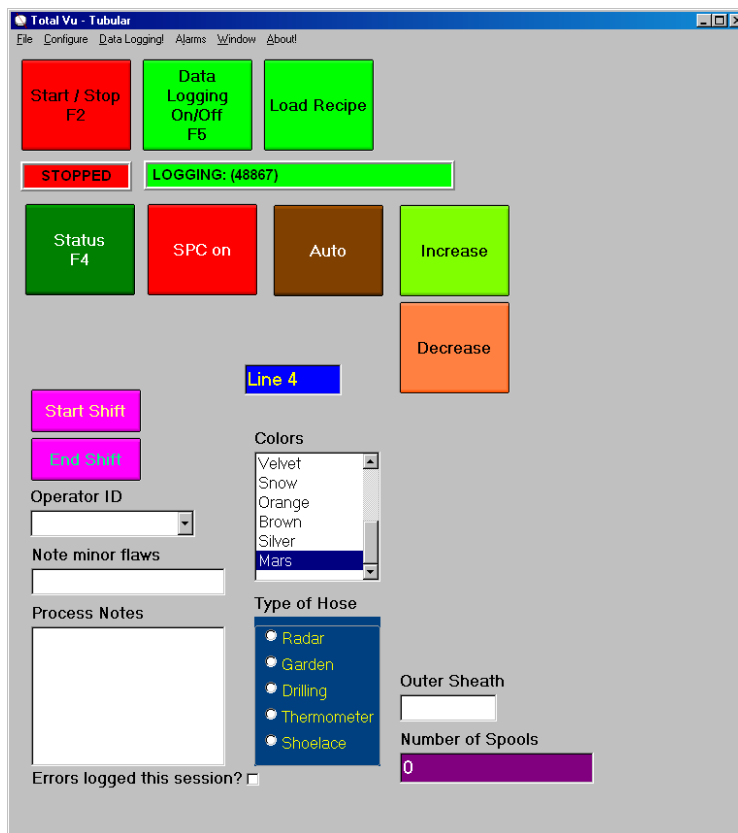 Total Vu - Tubular
File Configure Data Logging! Alarms Window About!
Start / Stop
F2
Data
Logging
On/Off
F5
Load Recipe
STOPPED
LOGGING: (48867)
Status
F4
SPC on
Auto
Increase
Decrease
Line 4
Start Shift
End Shift
Operator ID
Note minor flaws
Process Notes
Errors logged this session?
Colors
Velvet
Snow
Orange
Brown
Silver
Mars
Type of Hose
Radar
Garden
Drilling
Thermometer
Shoelace
Outer Sheath
Number of Spools
0